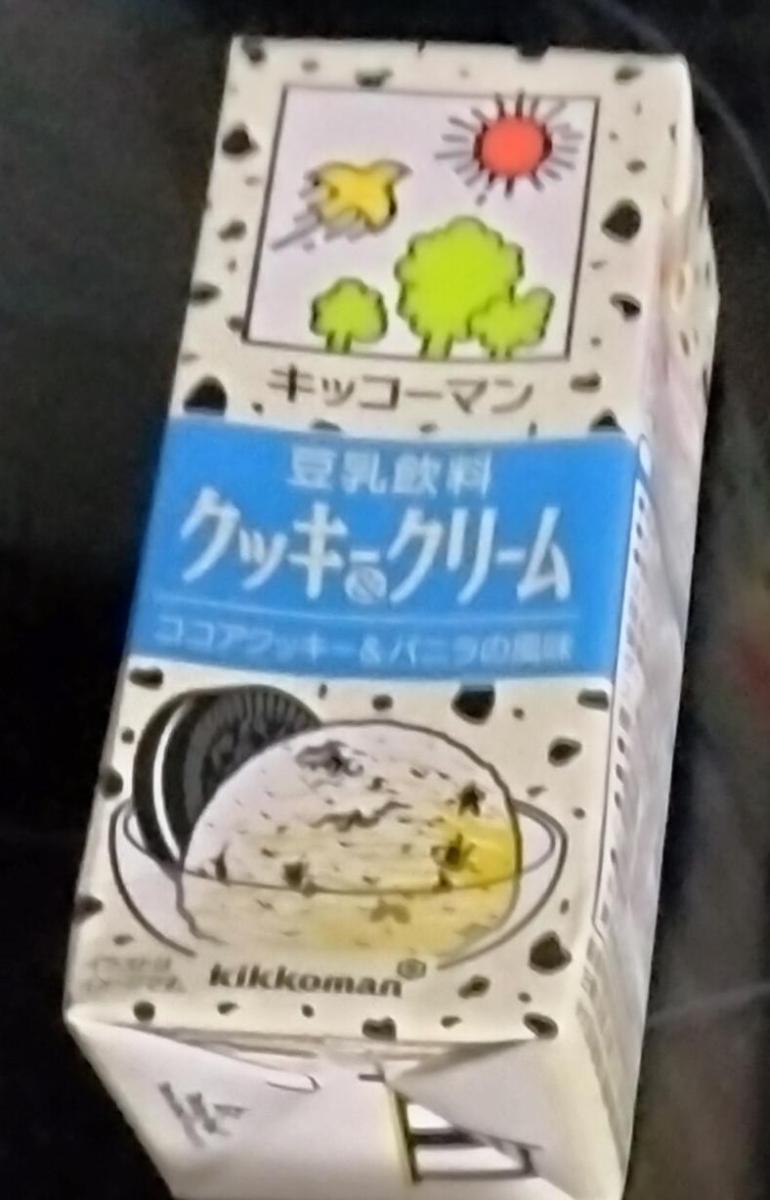 キッコーマン
豆乳飲料
クッキー&クリーム
ココアクッキー&バニラの風味
kikkoman®